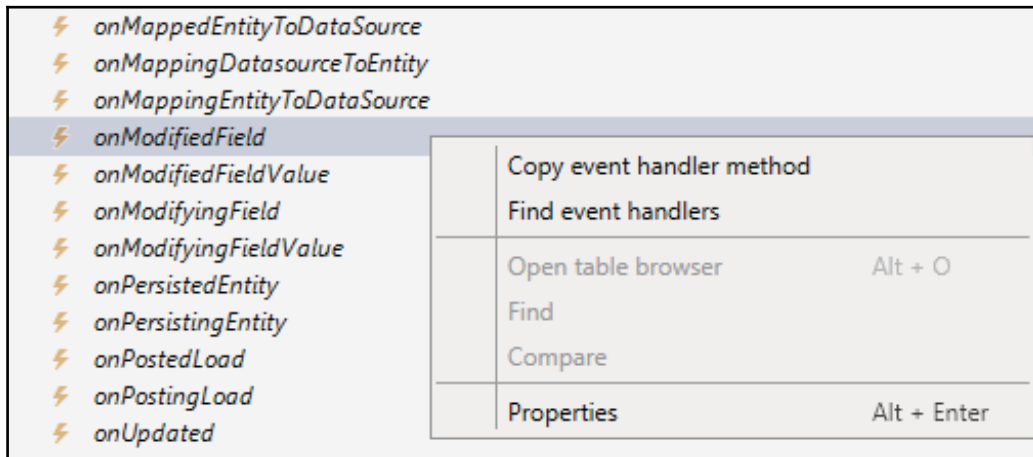 onMappedEntityToDataSource
onMappingDatasourceToEntity
onMappingEntityToDataSource
onModifiedField
onModifiedFieldValue
onModifyingField
onModifyingFieldValue
onPersistedEntity
onPersistingEntity
onPostedLoad
onPostingLoad
onUpdated
Copy event handler method
Find event handlers
Open table browser Alt + O
Find
Compare
Properties Alt + Enter